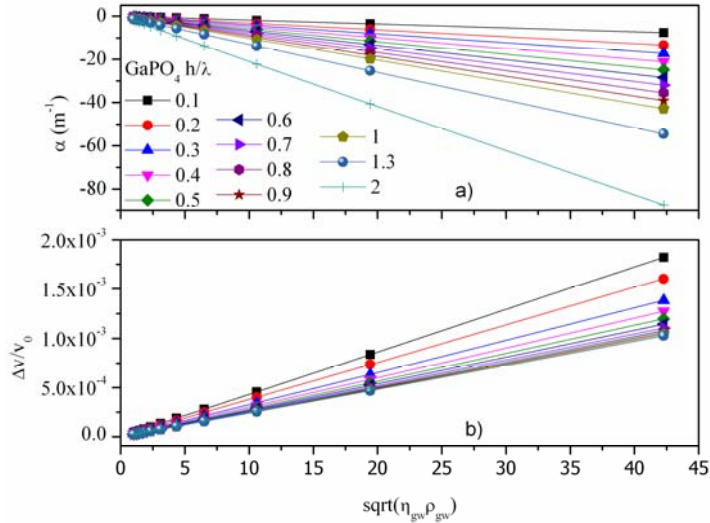 0
-20
-40
-60
-80
α (m⁻¹)
GaPO₄ h/λ
0.1
0.2
0.3
0.4
0.5
0.6
0.7
0.8
0.9
1
1.3
2
a)
2.0x10⁻³
1.5x10⁻³
1.0x10⁻³
5.0x10⁻⁴
0.0
Δv/v₀
b)
0 5 10 15 20 25 30 35 40 45
sqrt(η_gw ρ_gw)